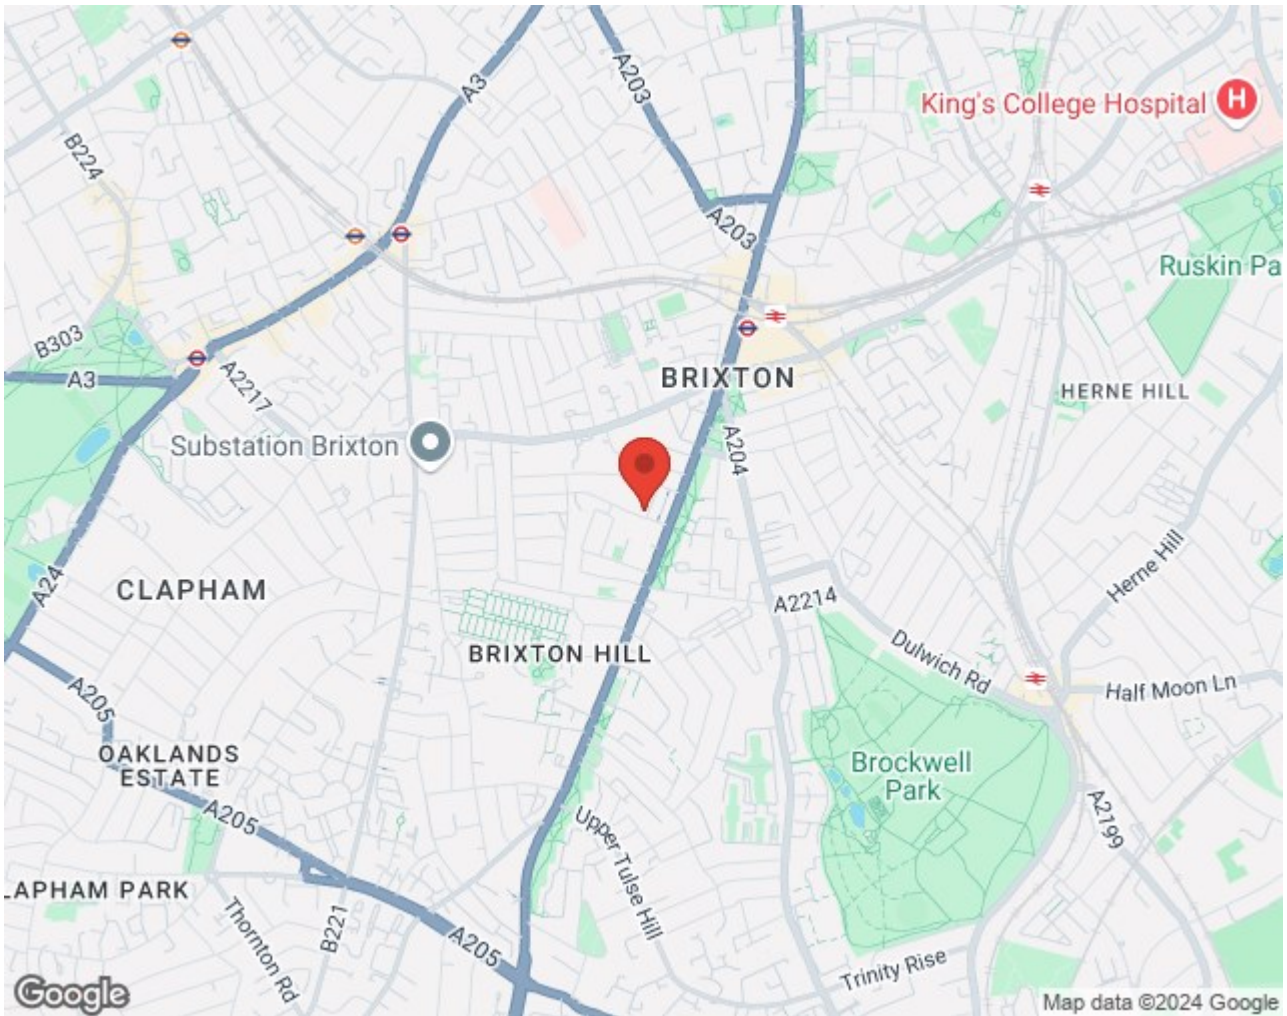 A3
A203
King's College Hospital
H
B224
A203
Ruskin Pa
B303
A3
A2217
BRIXTON
HERNE HILL
Substation Brixton
A204
A24
CLAPHAM
A2214
Herne Hill
BRIXTON HILL
Dulwich Rd
A205
Half Moon Ln
OAKLANDS
ESTATE
Brockwell
Park
A205
Upper Tulse Hill
A2199
LAPHAM PARK
Thornton Rd
B221
A205
Trinity Rise
Google
Map data ©2024 Google